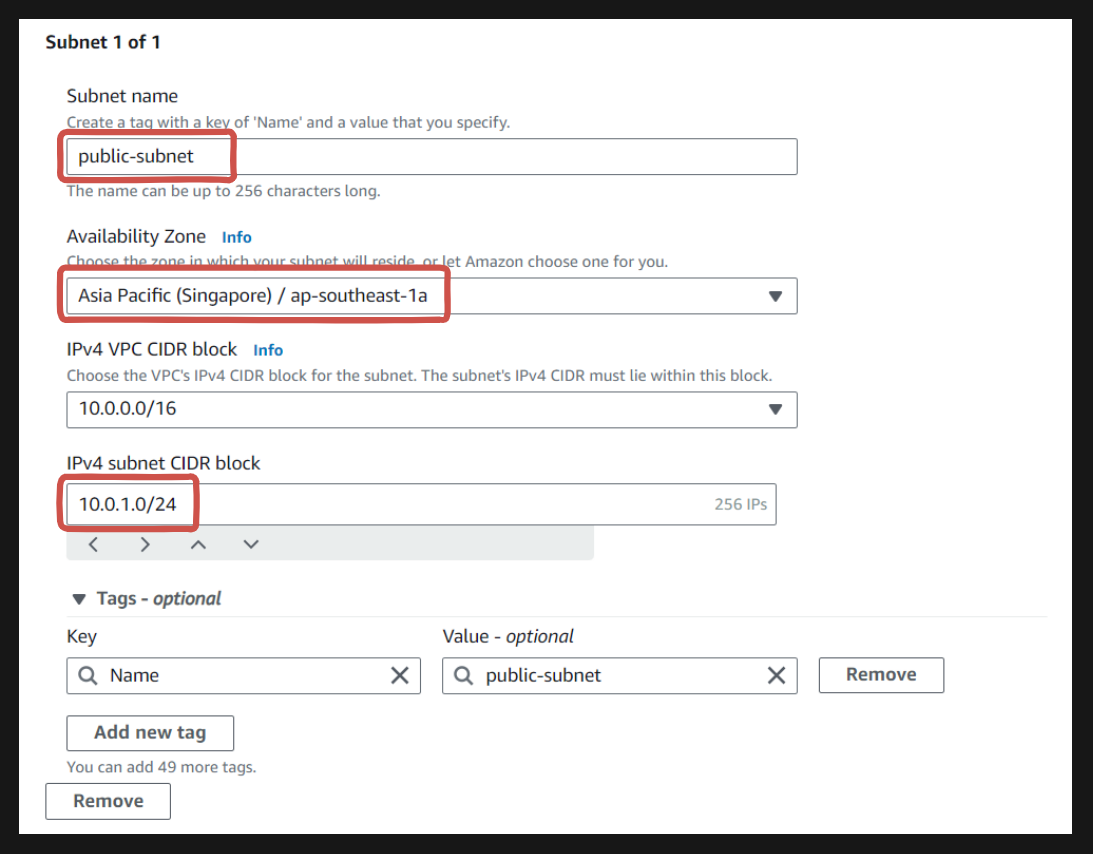 Subnet 1 of 1
Subnet name
Create a tag with a key of 'Name' and a value that you specify.
public-subnet
The name can be up to 256 characters long.
Availability Zone Info
Choose the zone in which your subnet will reside, or let Amazon choose one for you.
Asia Pacific (Singapore) / ap-southeast-1a
IPv4 VPC CIDR block Info
Choose the VPC's IPv4 CIDR block for the subnet. The subnet's IPv4 CIDR must lie within this block.
10.0.0.0/16
IPv4 subnet CIDR block
10.0.1.0/24 256 IPs
Tags - optional
Key Value - optional
Name public-subnet Remove
Add new tag
You can add 49 more tags.
Remove